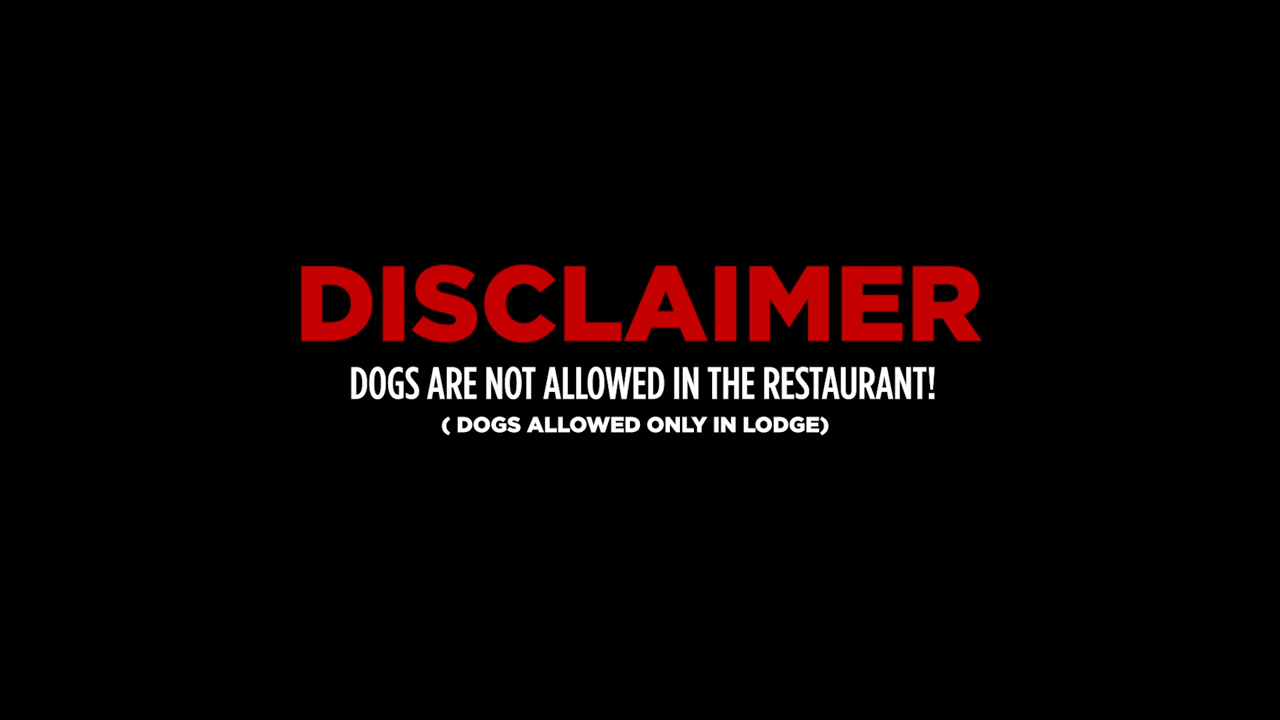 DISCLAIMER
DOGS ARE NOT ALLOWED IN THE RESTAURANT!
( DOGS ALLOWED ONLY IN LODGE)